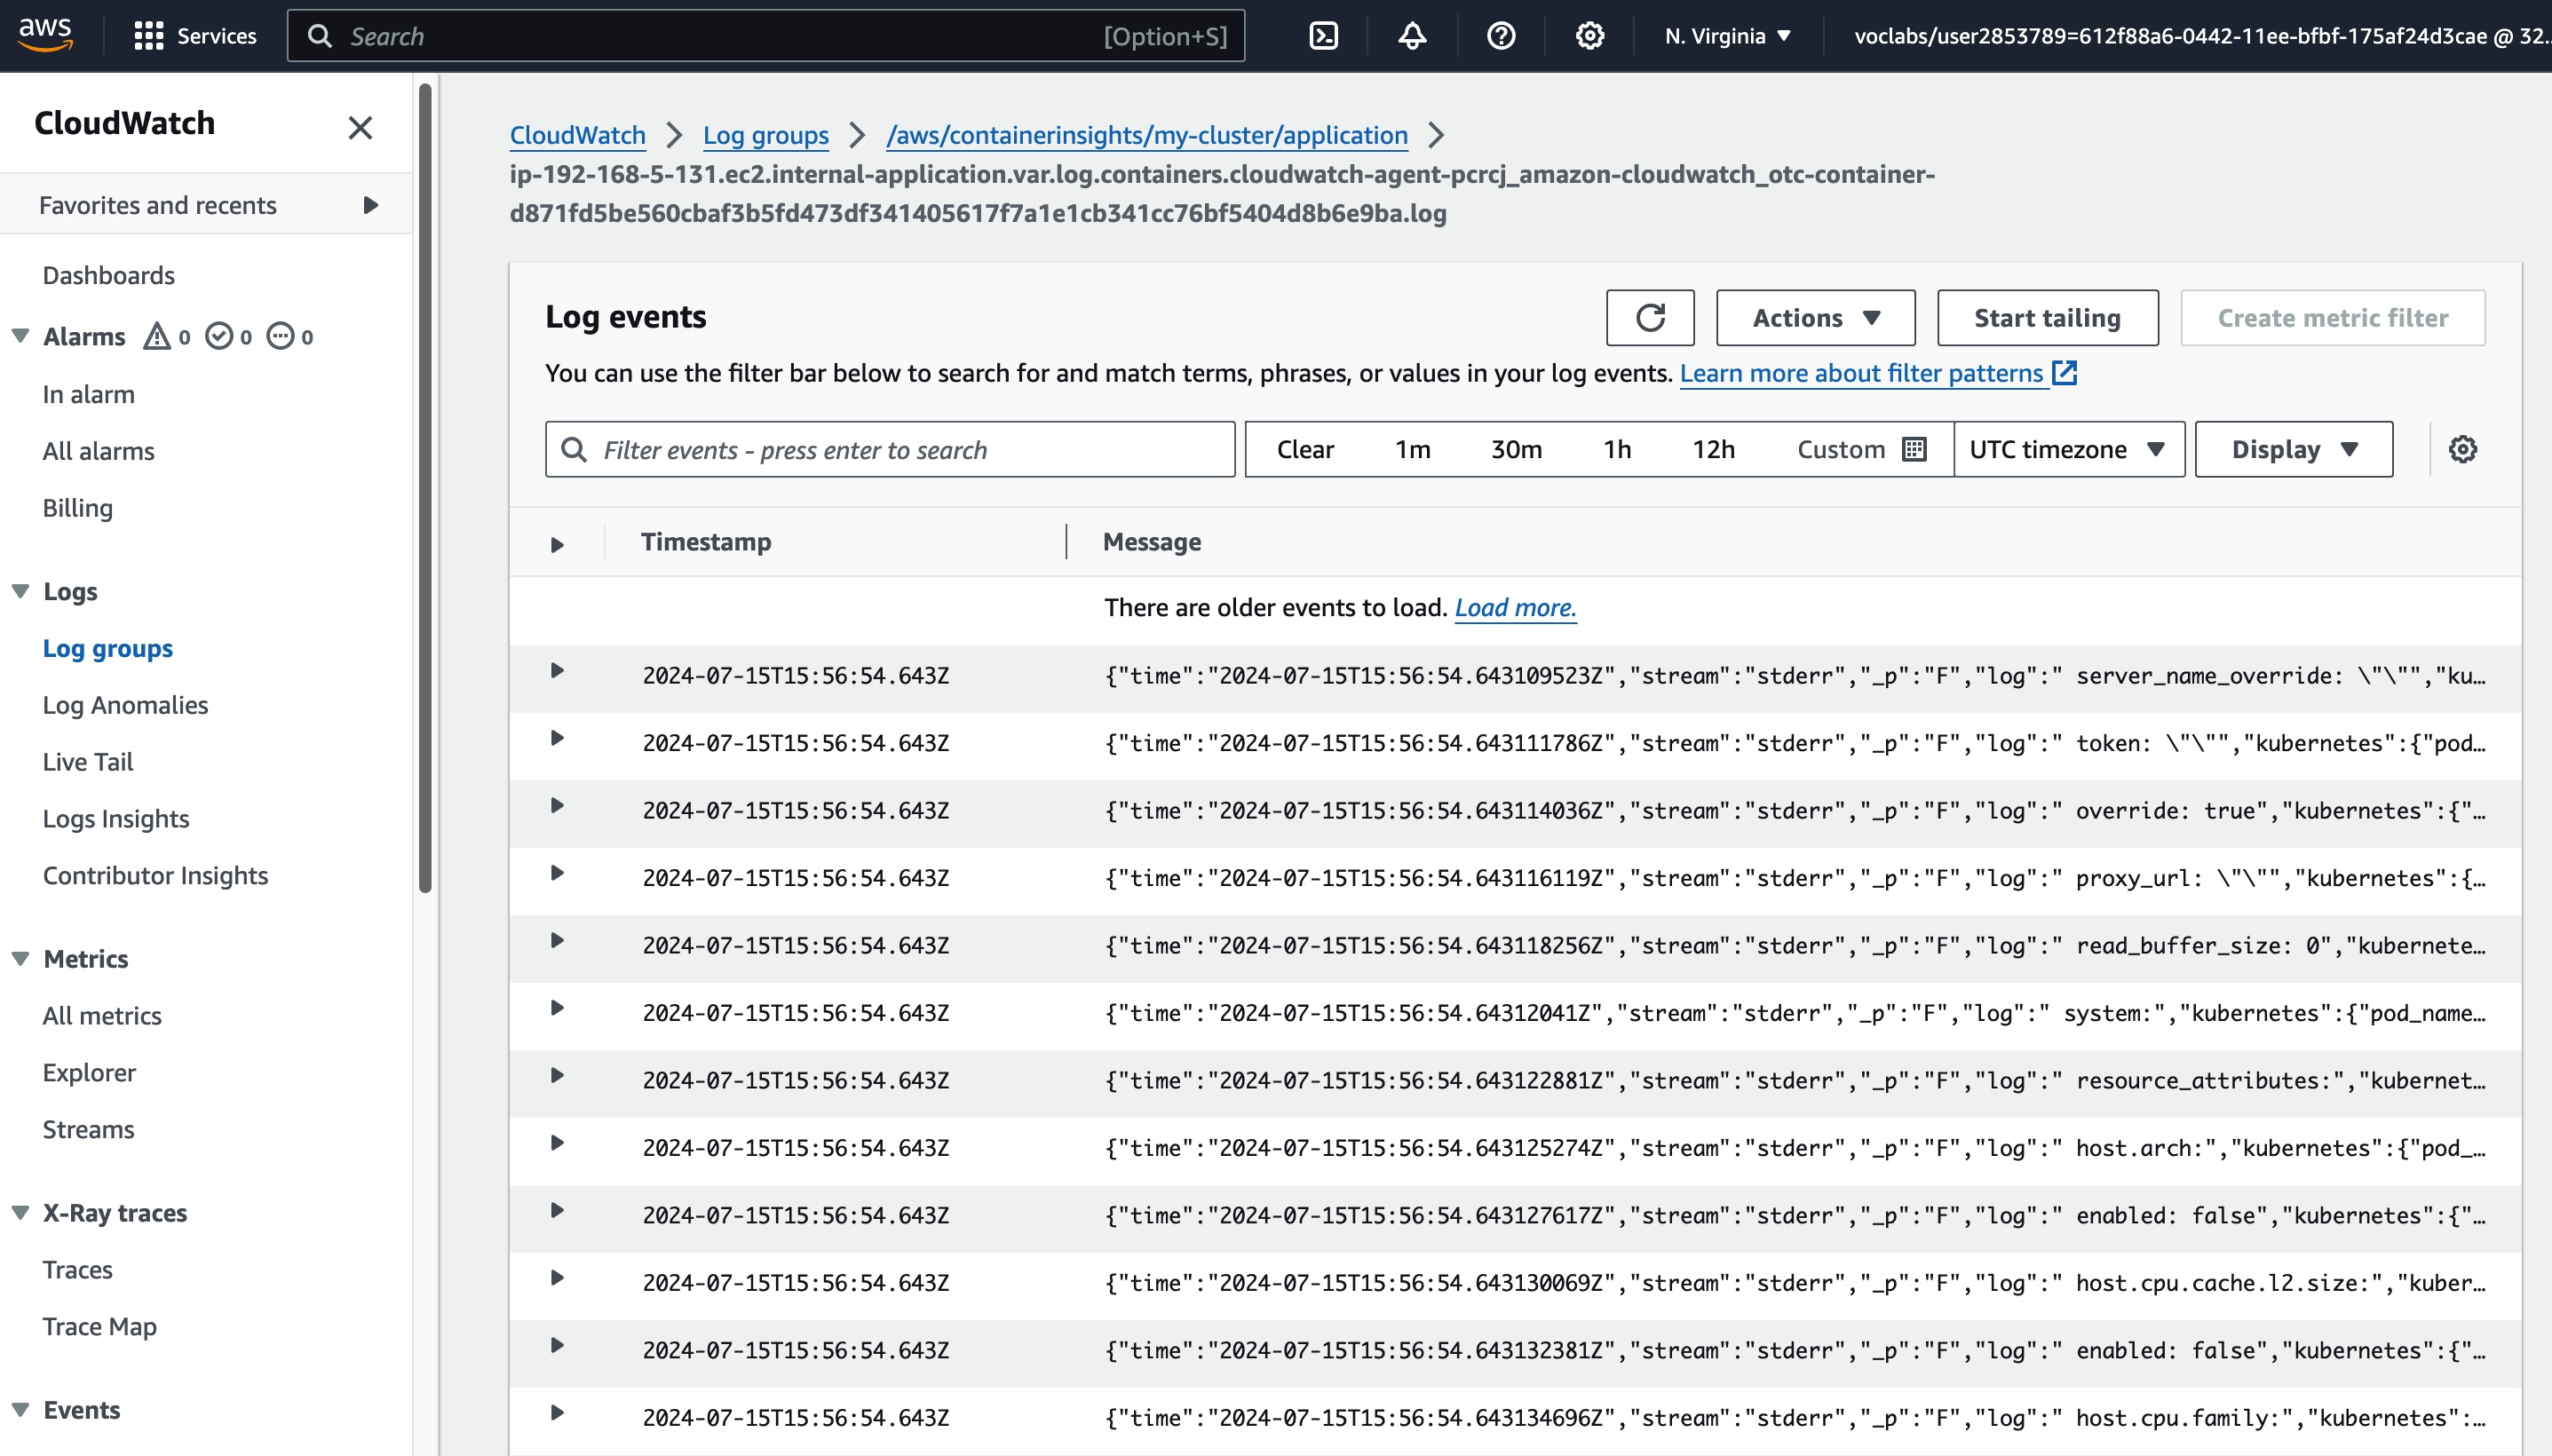 aws
Services
Search
[Option+S]
N. Virginia
voclabs/user2853789=612f88a6-0442-11ee-bfbf-175af24d3cae @ 32...
CloudWatch
Favorites and recents
Dashboards
Alarms 0 0 0
In alarm
All alarms
Billing
Logs
Log groups
Log Anomalies
Live Tail
Logs Insights
Contributor Insights
Metrics
All metrics
Explorer
Streams
X-Ray traces
Traces
Trace Map
Events
CloudWatch > Log groups > /aws/containerinsights/my-cluster/application >
ip-192-168-5-131.ec2.internal-application.var.log.containers.cloudwatch-agent-pcrcj_amazon-cloudwatch_otc-container-
d871fd5be560cbaf3b5fd473df341405617f7a1e1cb341cc76bf5404d8b6e9ba.log
Log events
Actions
Start tailing
Create metric filter
You can use the filter bar below to search for and match terms, phrases, or values in your log events. Learn more about filter patterns
Filter events - press enter to search
Clear 1m 30m 1h 12h Custom UTC timezone Display
Timestamp Message
There are older events to load. Load more.
2024-07-15T15:56:54.643Z {"time":"2024-07-15T15:56:54.643109523Z","stream":"stderr","_p":"F","log":" server_name_override: \"\"","ku...
2024-07-15T15:56:54.643Z {"time":"2024-07-15T15:56:54.643111786Z","stream":"stderr","_p":"F","log":" token: \"\"","kubernetes":{"pod...
2024-07-15T15:56:54.643Z {"time":"2024-07-15T15:56:54.643114036Z","stream":"stderr","_p":"F","log":" override: true","kubernetes":{"...
2024-07-15T15:56:54.643Z {"time":"2024-07-15T15:56:54.643116119Z","stream":"stderr","_p":"F","log":" proxy_url: \"\"","kubernetes":{...
2024-07-15T15:56:54.643Z {"time":"2024-07-15T15:56:54.643118256Z","stream":"stderr","_p":"F","log":" read_buffer_size: 0","kubernete...
2024-07-15T15:56:54.643Z {"time":"2024-07-15T15:56:54.64312041Z","stream":"stderr","_p":"F","log":" system:","kubernetes":{"pod_name...
2024-07-15T15:56:54.643Z {"time":"2024-07-15T15:56:54.643122881Z","stream":"stderr","_p":"F","log":" resource_attributes:","kubernet...
2024-07-15T15:56:54.643Z {"time":"2024-07-15T15:56:54.643125274Z","stream":"stderr","_p":"F","log":" host.arch:","kubernetes":{"pod_...
2024-07-15T15:56:54.643Z {"time":"2024-07-15T15:56:54.643127617Z","stream":"stderr","_p":"F","log":" enabled: false","kubernetes":{"...
2024-07-15T15:56:54.643Z {"time":"2024-07-15T15:56:54.643130069Z","stream":"stderr","_p":"F","log":" host.cpu.cache.l2.size:","kuber...
2024-07-15T15:56:54.643Z {"time":"2024-07-15T15:56:54.643132381Z","stream":"stderr","_p":"F","log":" enabled: false","kubernetes":{"...
2024-07-15T15:56:54.643Z {"time":"2024-07-15T15:56:54.643134696Z","stream":"stderr","_p":"F","log":" host.cpu.family:","kubernetes":...